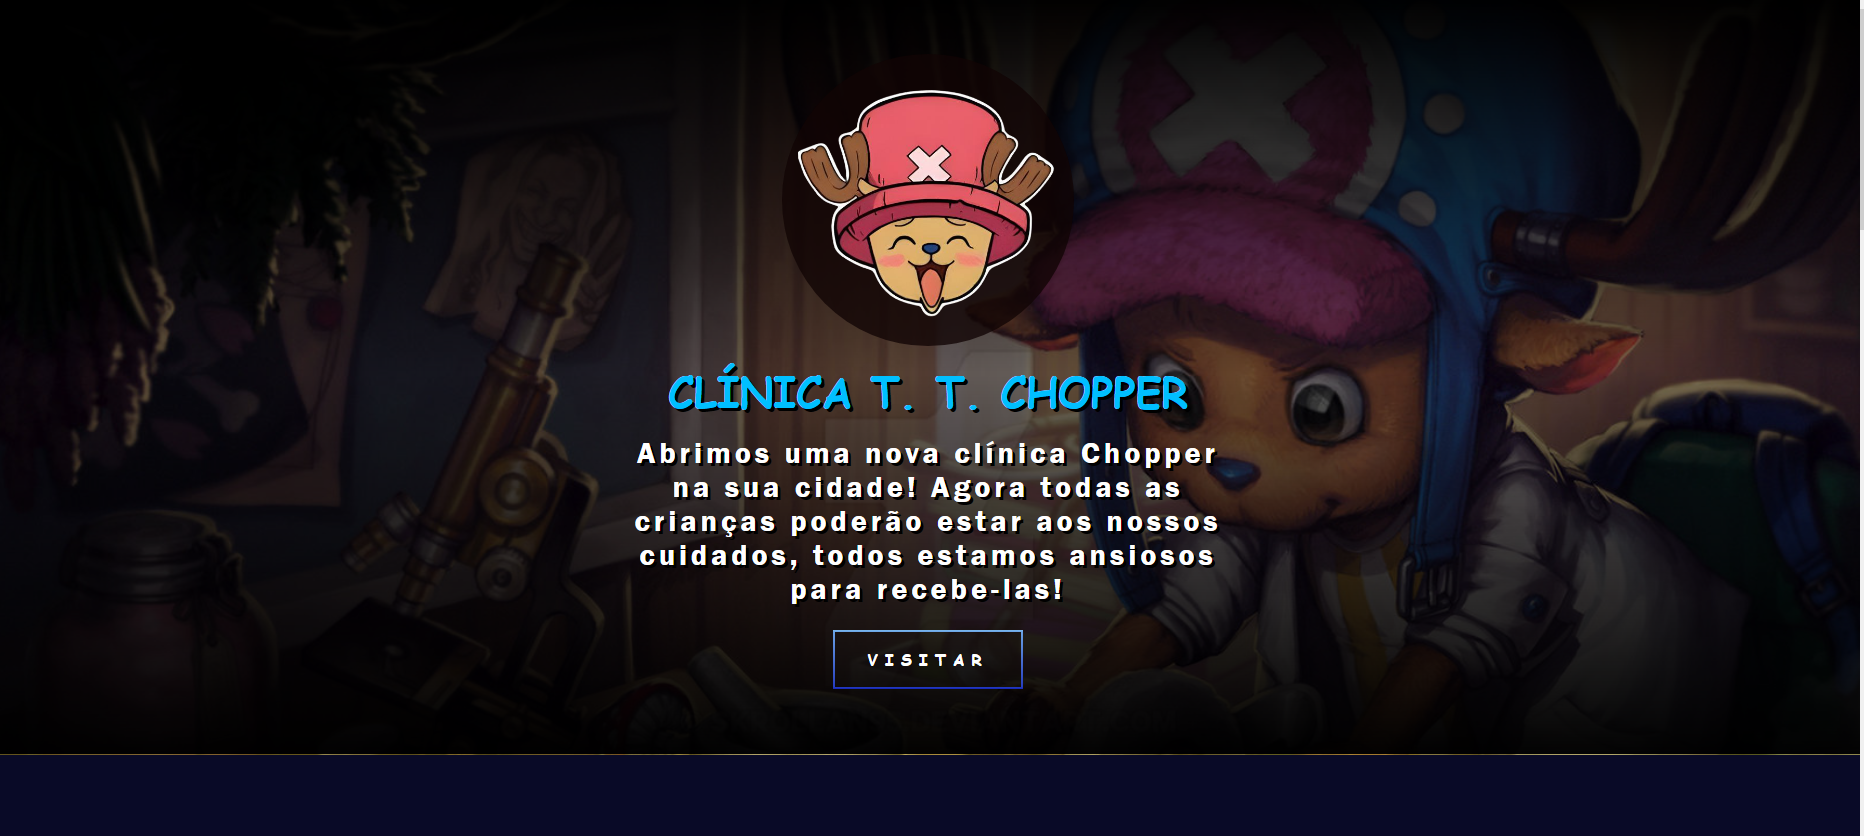 CLÍNICA T. T. CHOPPER
Abrimos uma nova clínica Chopper
na sua cidade! Agora todas as
crianças poderão estar aos nossos
cuidados, todos estamos ansiosos
para recebe-las!
VISITAR